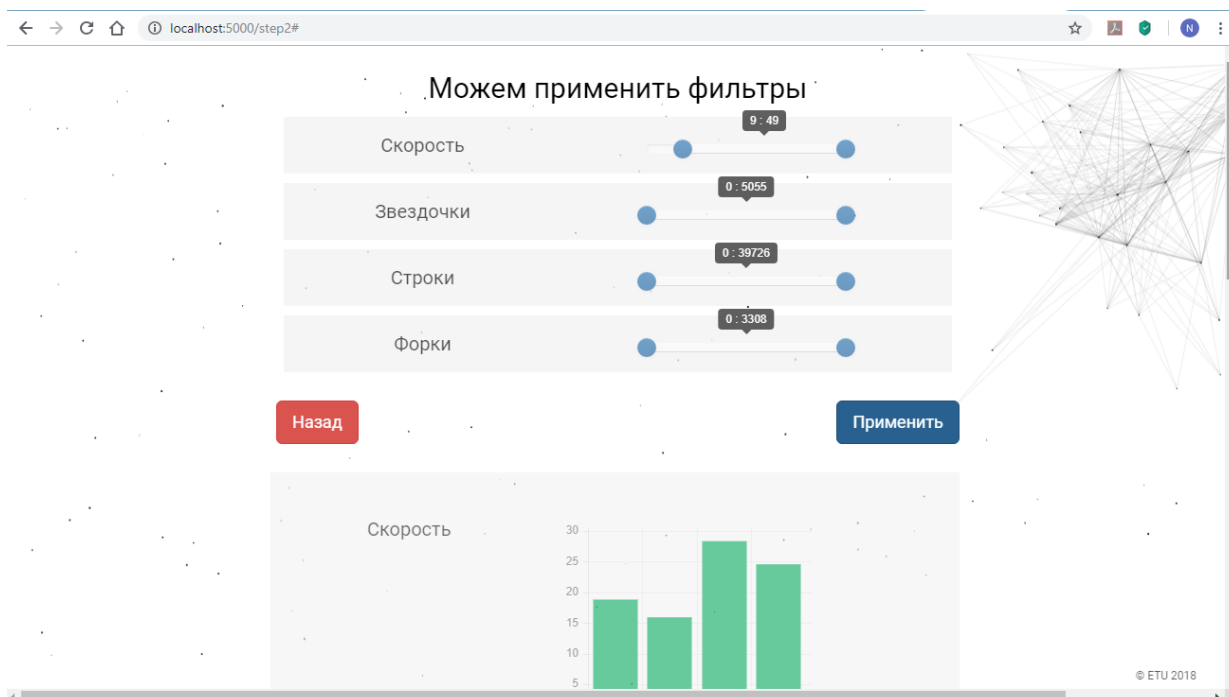 localhost:5000/step2#
N
Можем применить фильтры
9 : 49
Скорость
0 : 5055
Звездочки
0 : 39726
Строки
0 : 3308
Форки
Назад
Применить
Скорость
30
25
20
15
10
5
© ETU 2018